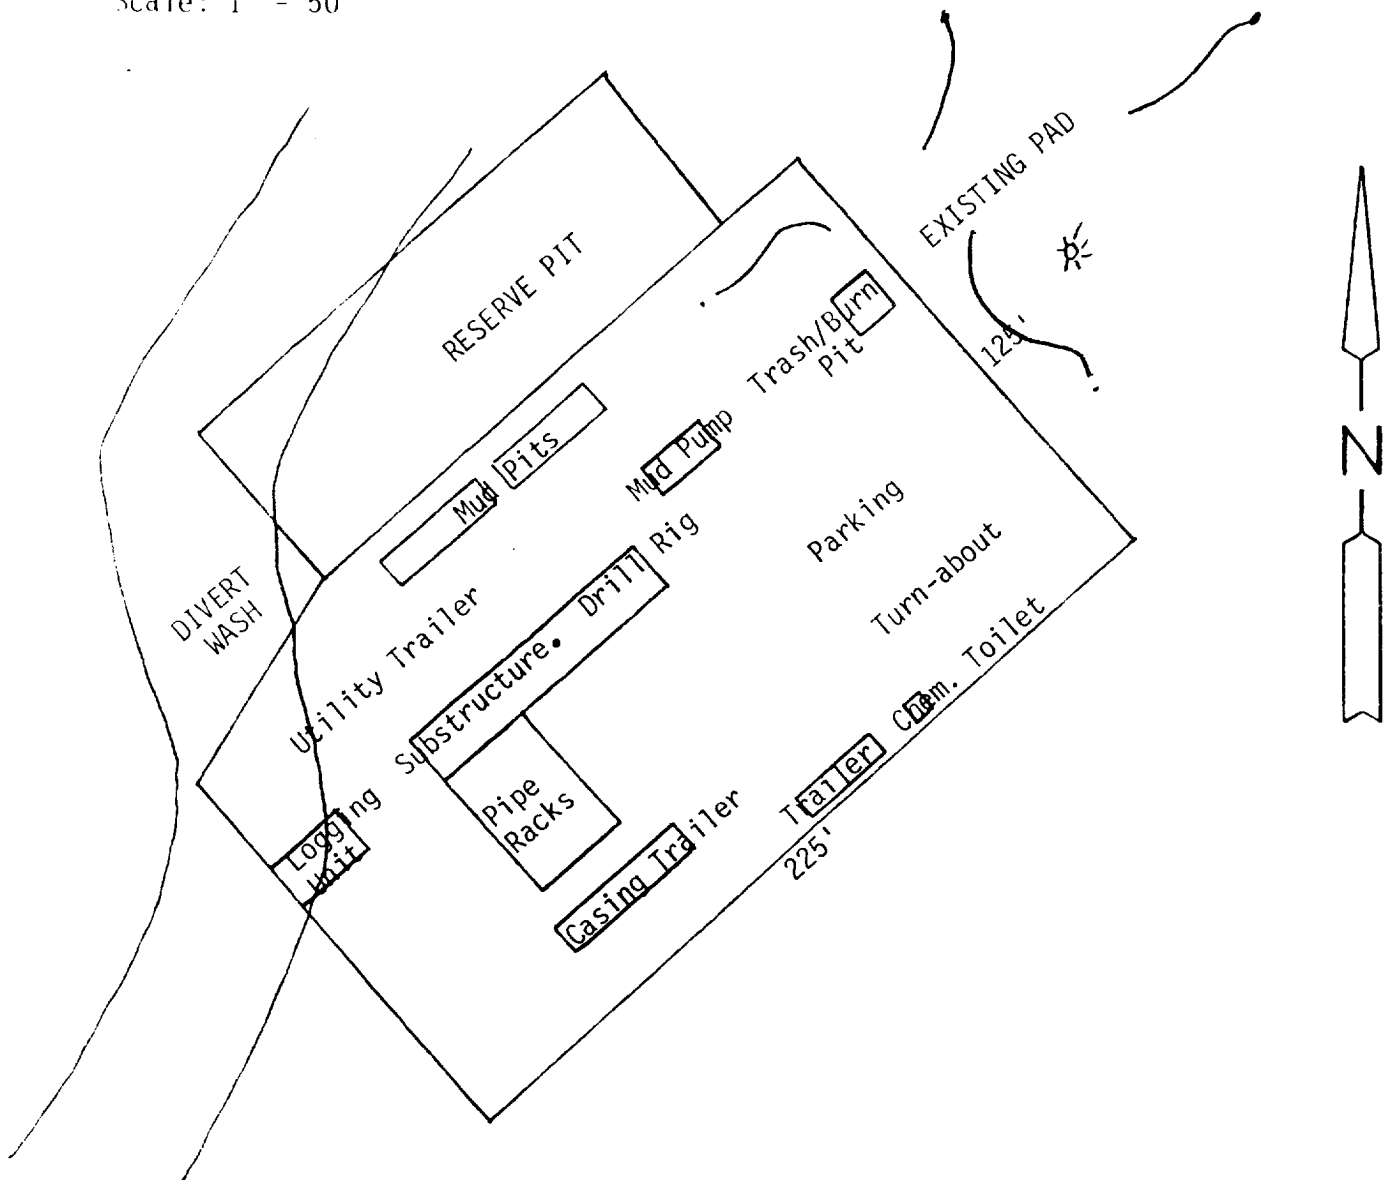 Scale: 1" = 50'
EXISTING PAD
RESERVE PIT
125'
Trash/Burn
Pit
N
Mud Pits
Mud Pump
Parking
DIVERT
WASH
Turn-about
Utility Trailer
Substructure. Drill Rig
Chem. Toilet
Logging
Unit
Pipe
Racks
Trailer
Casing Trailer
225'